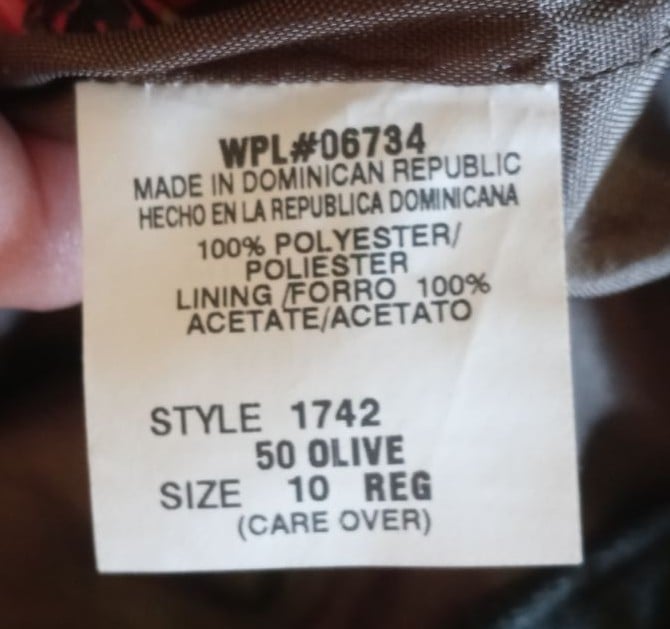 WPL#06734
MADE IN DOMINICAN REPUBLIC
HECHO EN LA REPUBLICA DOMINICANA
100% POLYESTER/
POLIESTER
LINING /FORRO 100%
ACETATE/ACETATO
STYLE 1742
50 OLIVE
SIZE 10 REG
(CARE OVER)